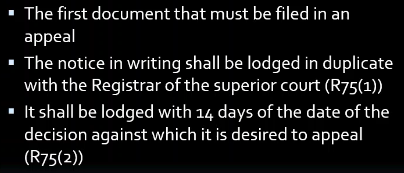 ▪ The first document that must be filed in an
appeal
▪ The notice in writing shall be lodged in duplicate
with the Registrar of the superior court (R75(1))
▪ It shall be lodged with 14 days of the date of the
decision against which it is desired to appeal
(R75(2))